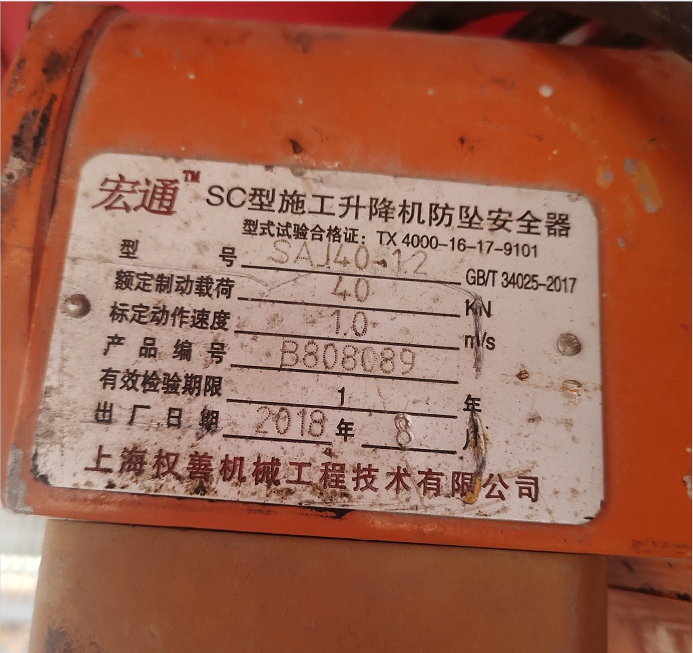 宏通™ SC型施工升降机防坠安全器
型式试验合格证：TX 4000-16-17-9101
型号 SAJ40-1.2 GB/T 34025-2017
额定制动载荷 40 KN
标定动作速度 1.0 m/s
产品编号 B808089
有效检验期限 1 年
出厂日期 2018 年 8 月
上海权善机械工程技术有限公司